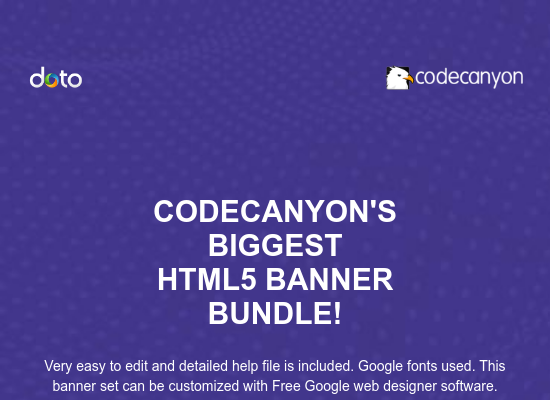 doto
codecanyon
CODECANYON'S
BIGGEST
HTML5 BANNER
BUNDLE!
Very easy to edit and detailed help file is included. Google fonts used. This
banner set can be customized with Free Google web designer software.